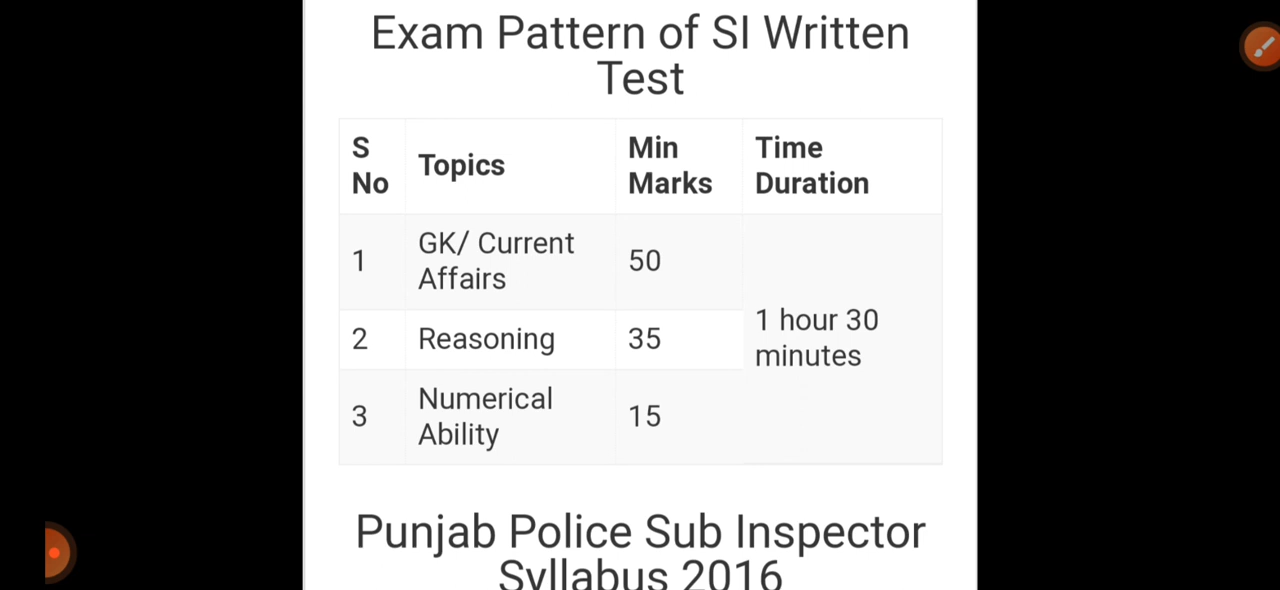 Exam Pattern of SI Written
Test
S
No
Topics
Min
Marks
Time
Duration
1
GK/ Current
Affairs
50
1 hour 30
minutes
2
Reasoning
35
3
Numerical
Ability
15
Punjab Police Sub Inspector
Syllabus 2016